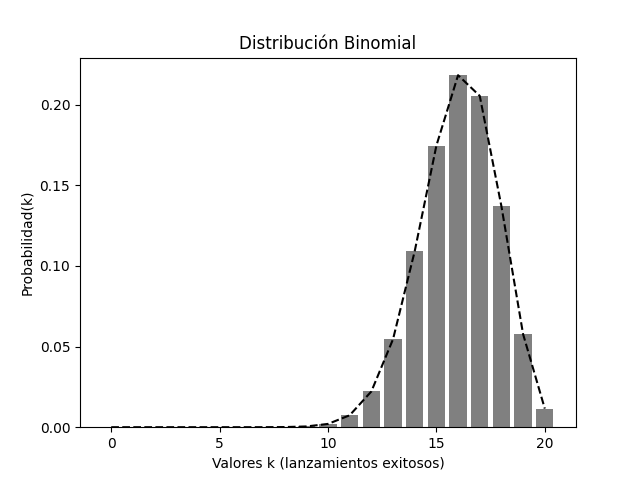 Distribución Binomial
0.20
0.15
0.10
0.05
0.00
Probabilidad(k)
0 5 10 15 20
Valores k (lanzamientos exitosos)